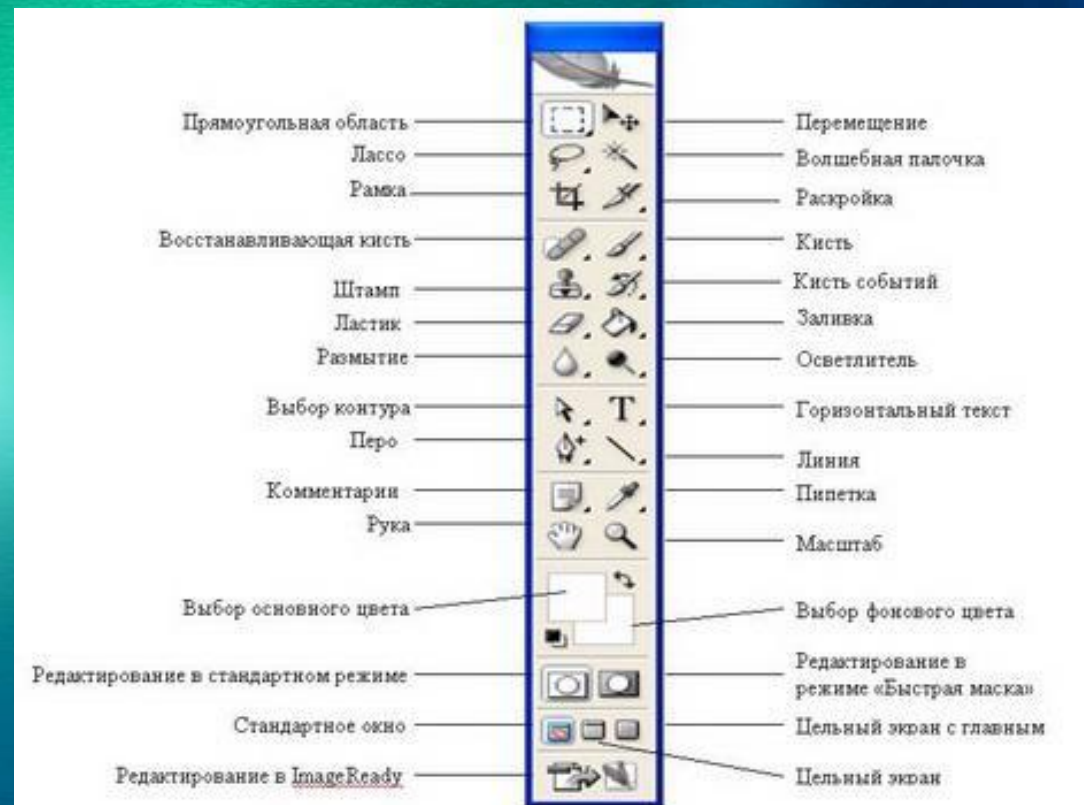 Прямоугольная область
Перемещение
Лассо
Волшебная палочка
Рамка
Раскройка
Восстанавливающая кисть
Кисть
Штамп
Кисть событий
Ластик
Заливка
Размытие
Осветлитель
Выбор контура
T
Горизонтальный текст
Перо
Линия
Комментарии
Пипетка
Рука
Масштаб
Выбор основного цвета
Выбор фонового цвета
Редактирование в стандартном режиме
Редактирование в
режиме «Быстрая маска»
Стандартное окно
Цельный экран с главным
Редактирование в ImageReady
Цельный экран